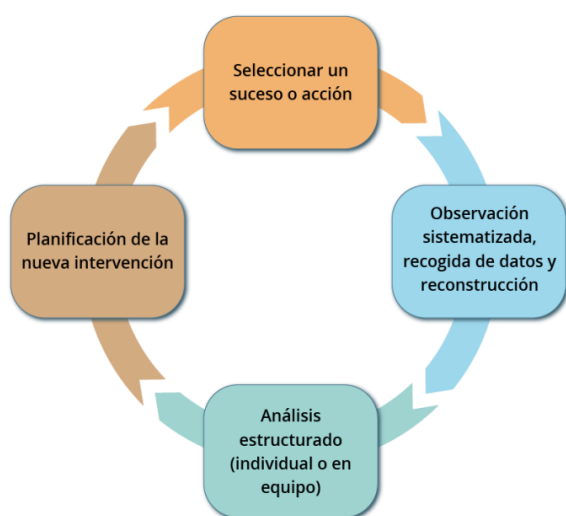 Seleccionar un
suceso o acción
Observación
sistematizada,
recogida de datos y
reconstrucción
Análisis
estructurado
(individual o en
equipo)
Planificación de la
nueva intervención